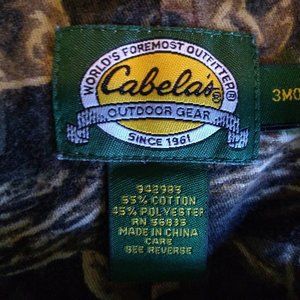 WORLD'S FOREMOST OUTFITTER®
Cabela's®
OUTDOOR GEAR
SINCE 1961
3MO
942983
55% COTTON
45% POLYESTER
RN 56835
MADE IN CHINA
CARE
SEE REVERSE